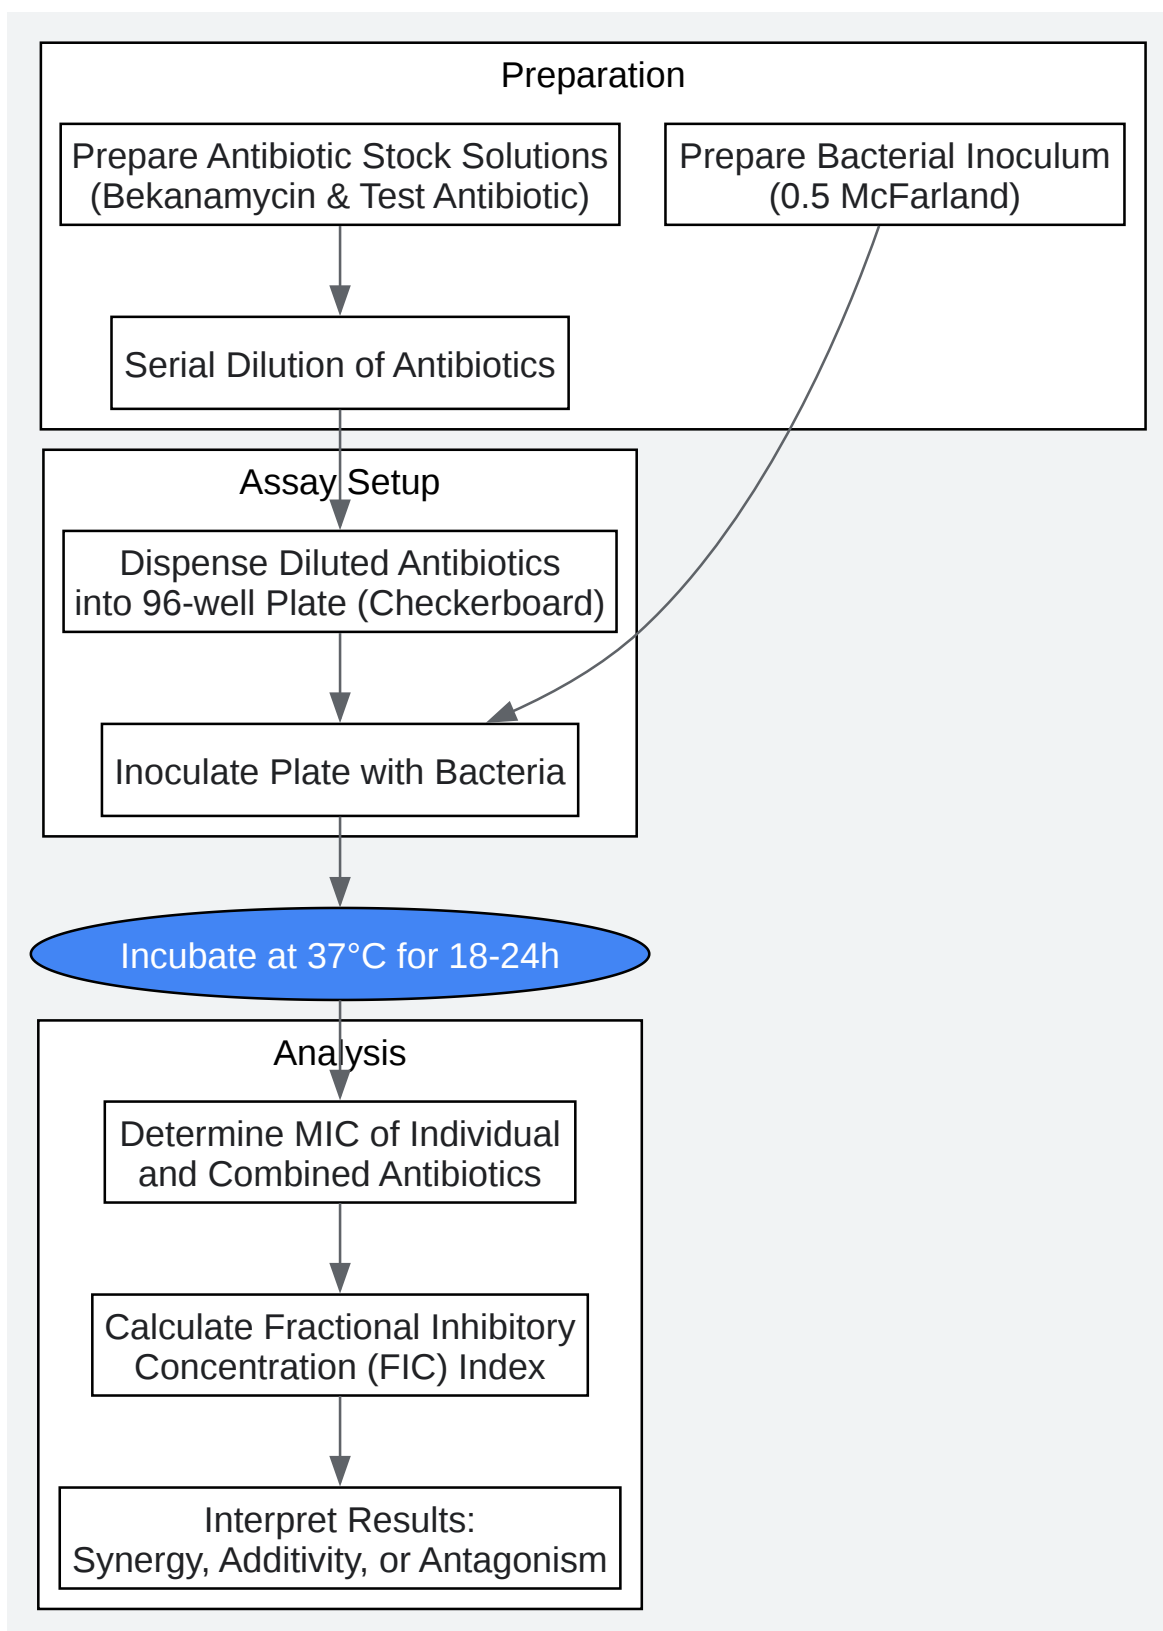 Preparation
Prepare Antibiotic Stock Solutions
(Bekanamycin & Test Antibiotic)
Prepare Bacterial Inoculum
(0.5 McFarland)
Serial Dilution of Antibiotics
Assay Setup
Dispense Diluted Antibiotics
into 96-well Plate (Checkerboard)
Inoculate Plate with Bacteria
Incubate at 37°C for 18-24h
Analysis
Determine MIC of Individual
and Combined Antibiotics
Calculate Fractional Inhibitory
Concentration (FIC) Index
Interpret Results:
Synergy, Additivity, or Antagonism